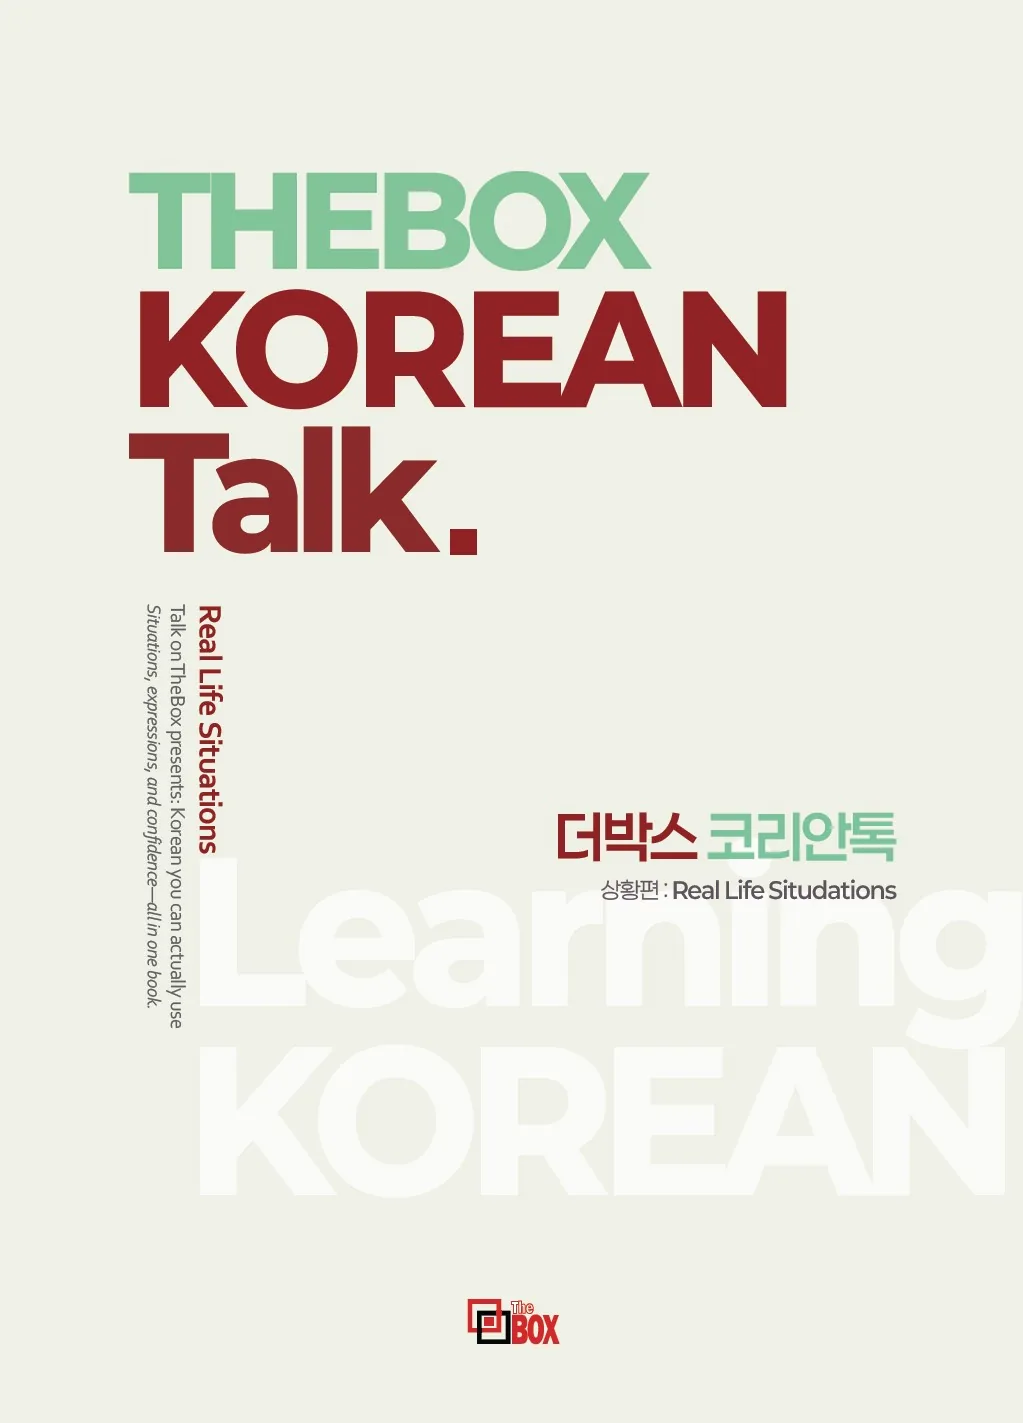 THEBOX
KOREAN
Talk.
Real Life Situations
Talk on TheBox presents: Korean you can actually use
Situations, expressions, and confidence—all in one book.
더박스 코리안톡
상황편 : Real Life Situdations
Learning
KOREAN
The
BOX